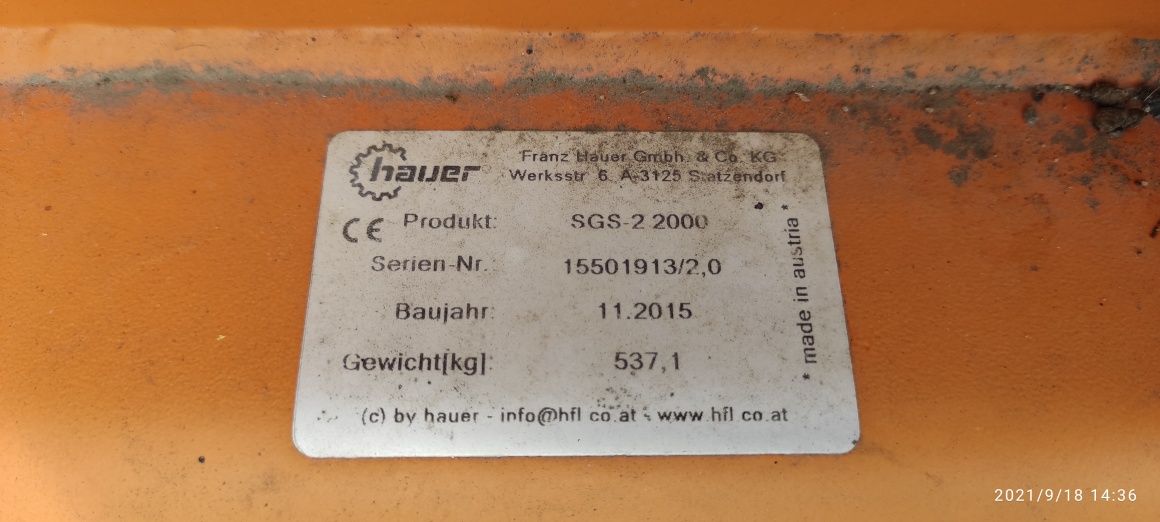 hauer
Franz Hauer Gmbh. & Co. KG
Werksstr. 6. A-3125 Statzendorf
CE
Produkt: SGS-2 2000
Serien-Nr. 15501913/2,0
Baujahr: 11.2015
Gewicht[kg]: 537,1
* made in austria *
(c) by hauer - info@hfl.co.at - www.hfl.co.at
2021/9/18 14:36